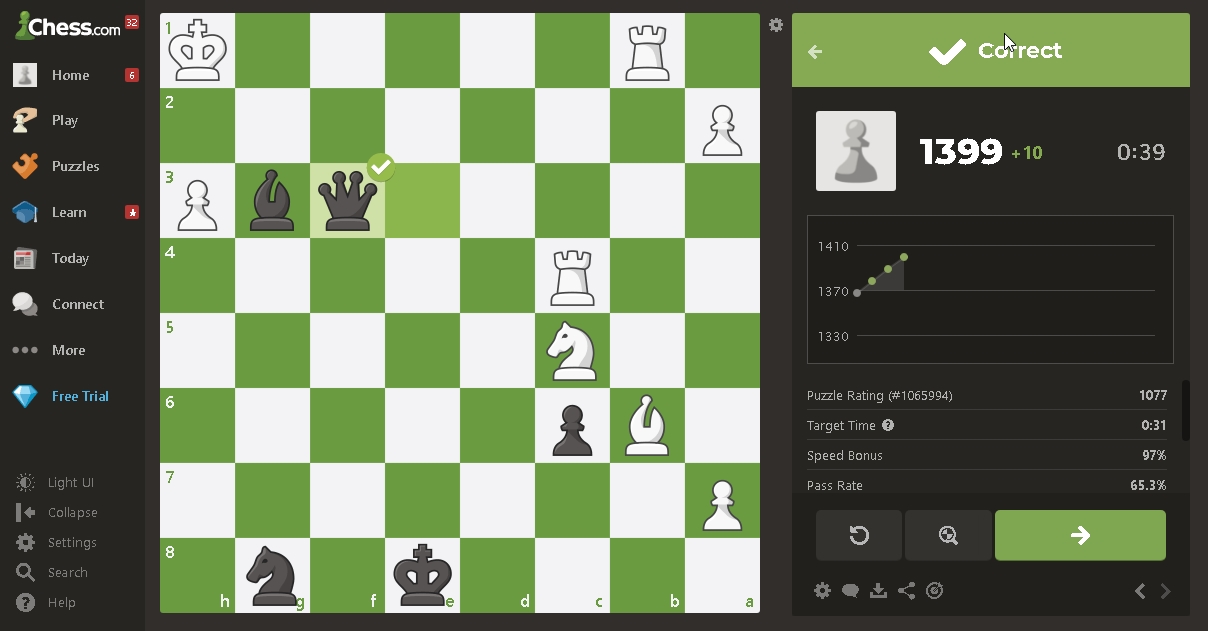 Chess.com 32
Home 6
Play
Puzzles
Learn
Today
Connect
More
Free Trial
Light UI
Collapse
Settings
Search
Help
1
2
3
4
5
6
7
8
h g f e d c b a
Correct
1399 +10 0:39
1410
1370
1330
Puzzle Rating (#1065994) 1077
Target Time ? 0:31
Speed Bonus 97%
Pass Rate 65.3%